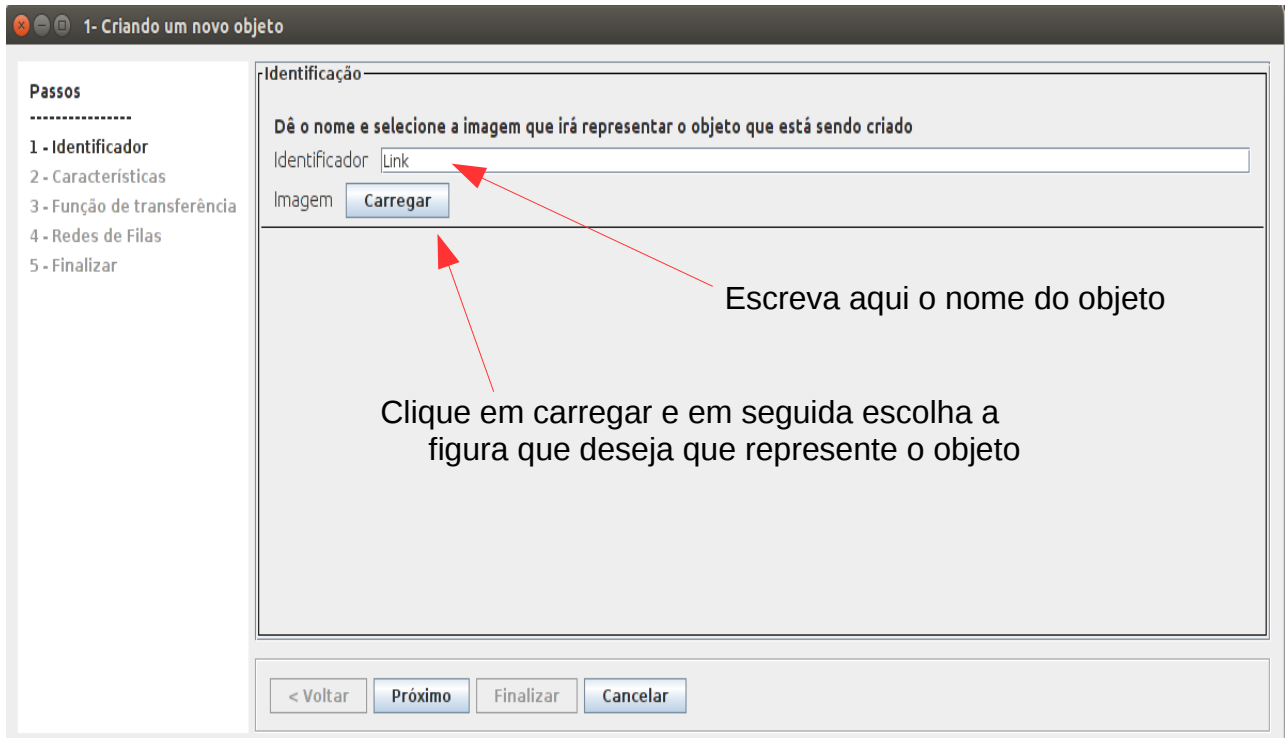 1- Criando um novo objeto
Passos
----------------
1 - Identificador
2 - Características
3 - Função de transferência
4 - Redes de Filas
5 - Finalizar
Identificação
Dê o nome e selecione a imagem que irá representar o objeto que está sendo criado
Identificador Link
Imagem Carregar
Escreva aqui o nome do objeto
Clique em carregar e em seguida escolha a
figura que deseja que represente o objeto
< Voltar Próximo Finalizar Cancelar